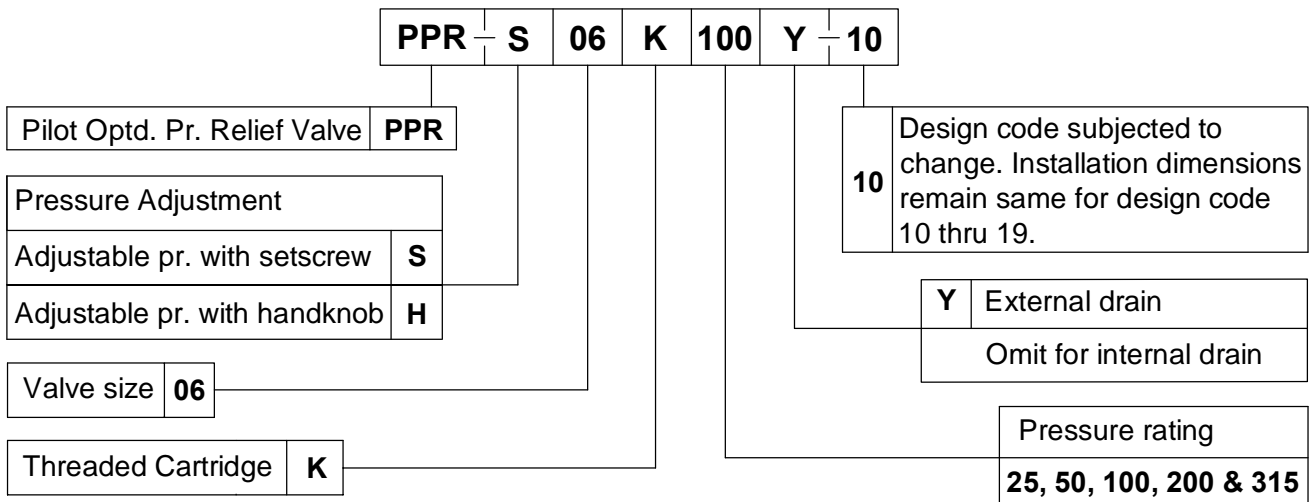 PPR - S 06 K 100 Y - 10
Pilot Optd. Pr. Relief Valve PPR
Pressure Adjustment
Adjustable pr. with setscrew S
Adjustable pr. with handknob H
Valve size 06
Threaded Cartridge K
10 Design code subjected to
change. Installation dimensions
remain same for design code
10 thru 19.
Y External drain
Omit for internal drain
Pressure rating
25, 50, 100, 200 & 315